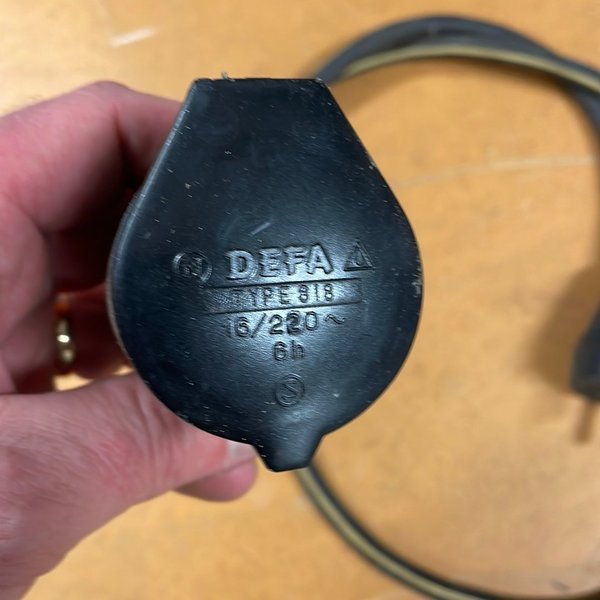 N DEFA
TYPE 818
16/220~
6h
S